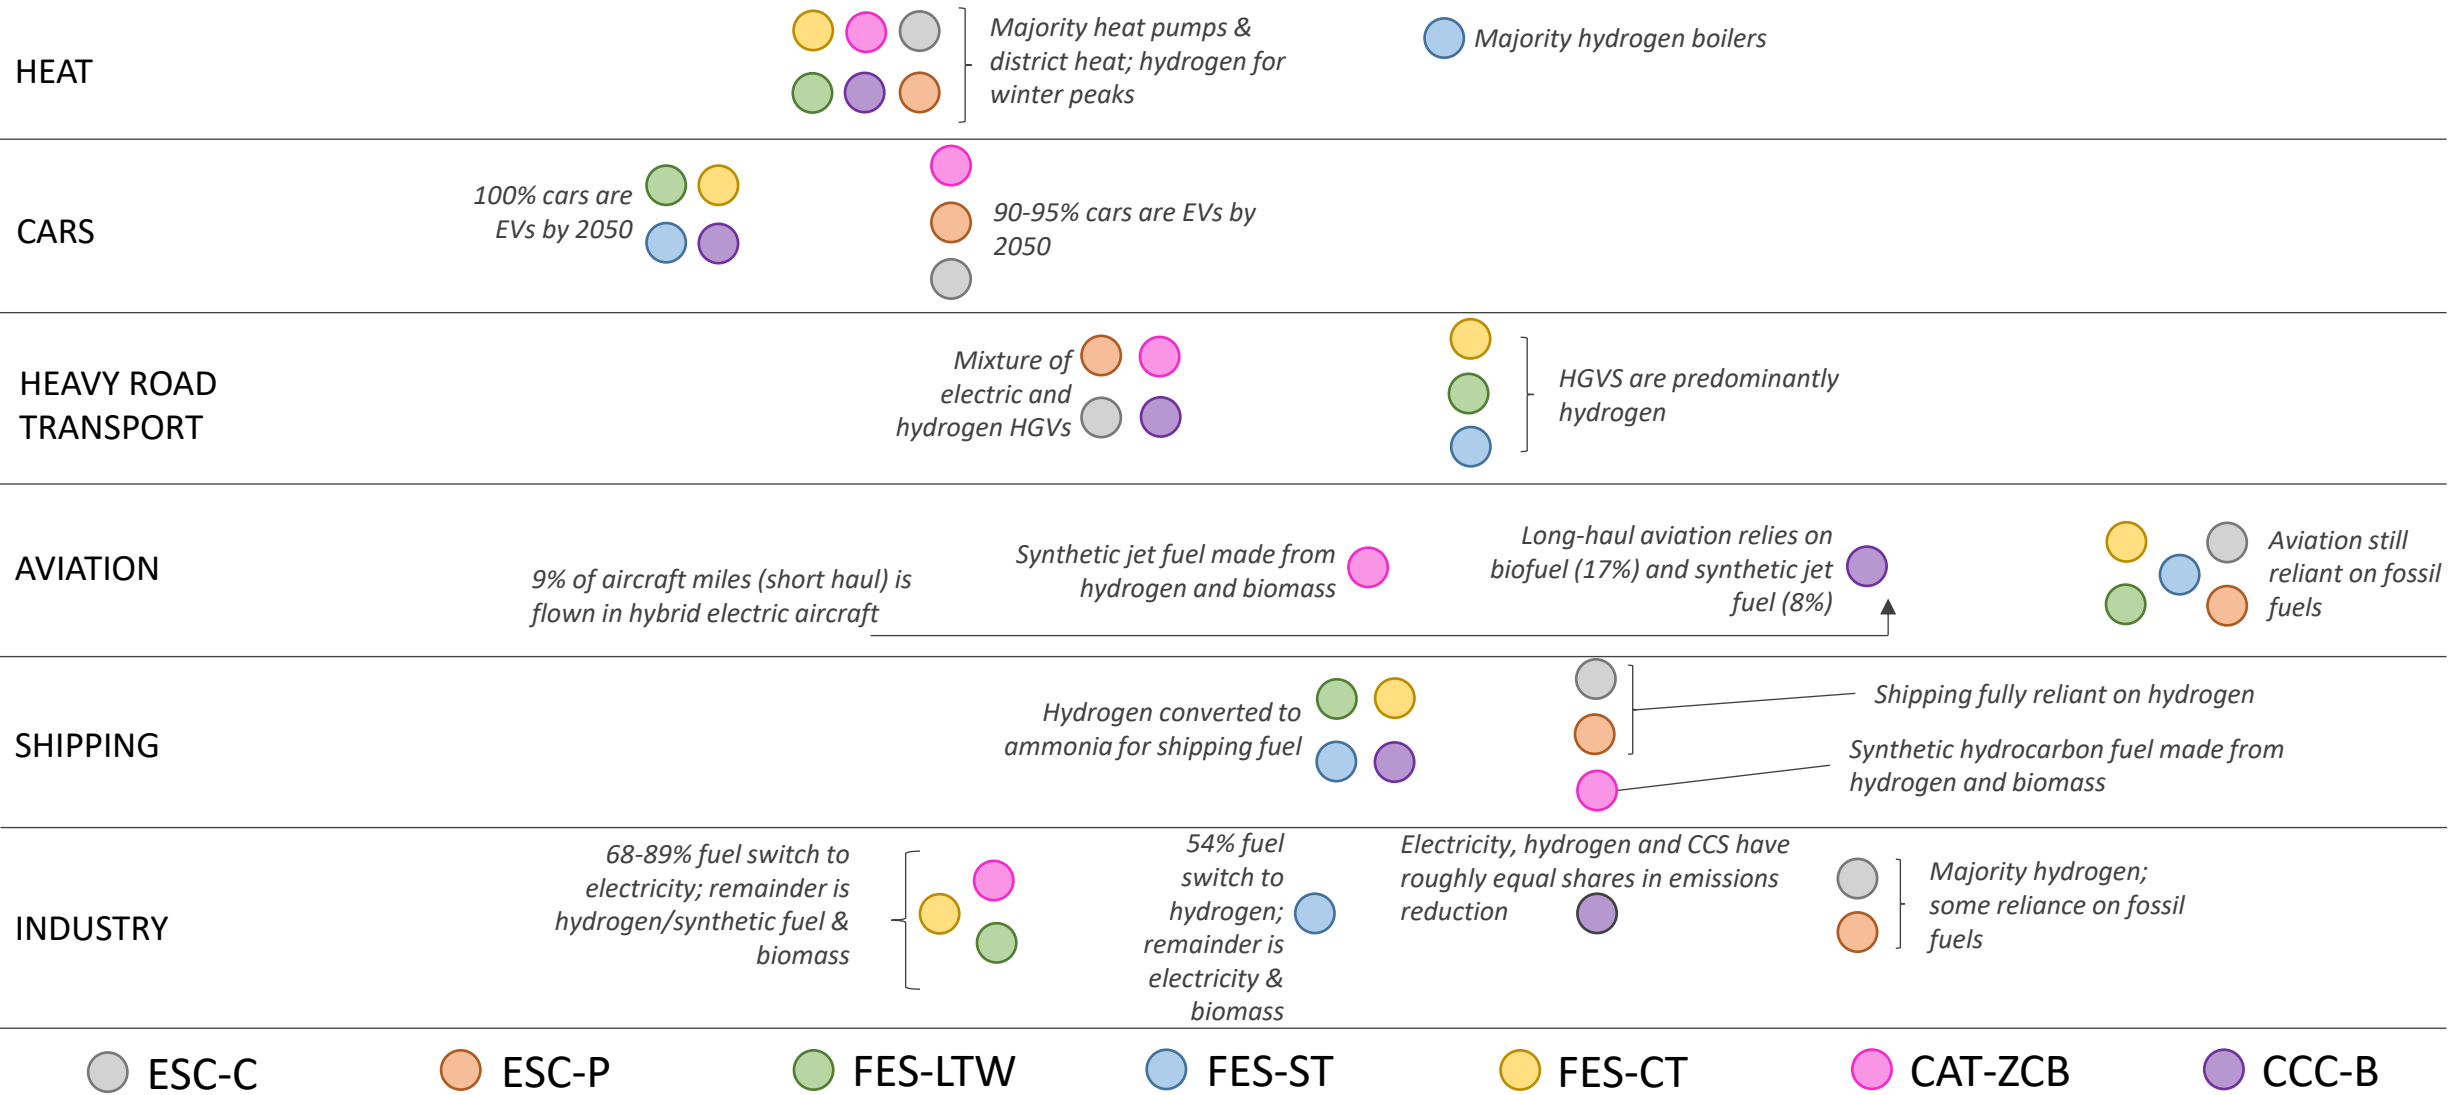 HEAT
Majority heat pumps &
district heat; hydrogen for
winter peaks
Majority hydrogen boilers
CARS
100% cars are
EVs by 2050
90-95% cars are EVs by
2050
HEAVY ROAD
TRANSPORT
Mixture of
electric and
hydrogen HGVs
HGVS are predominantly
hydrogen
AVIATION
9% of aircraft miles (short haul) is
flown in hybrid electric aircraft
Synthetic jet fuel made from
hydrogen and biomass
Long-haul aviation relies on
biofuel (17%) and synthetic jet
fuel (8%)
Aviation still
reliant on fossil
fuels
SHIPPING
Hydrogen converted to
ammonia for shipping fuel
Shipping fully reliant on hydrogen
Synthetic hydrocarbon fuel made from
hydrogen and biomass
INDUSTRY
68-89% fuel switch to
electricity; remainder is
hydrogen/synthetic fuel &
biomass
54% fuel
switch to
hydrogen;
remainder is
electricity &
biomass
Electricity, hydrogen and CCS have
roughly equal shares in emissions
reduction
Majority hydrogen;
some reliance on fossil
fuels
ESC-C
ESC-P
FES-LTW
FES-ST
FES-CT
CAT-ZCB
CCC-B